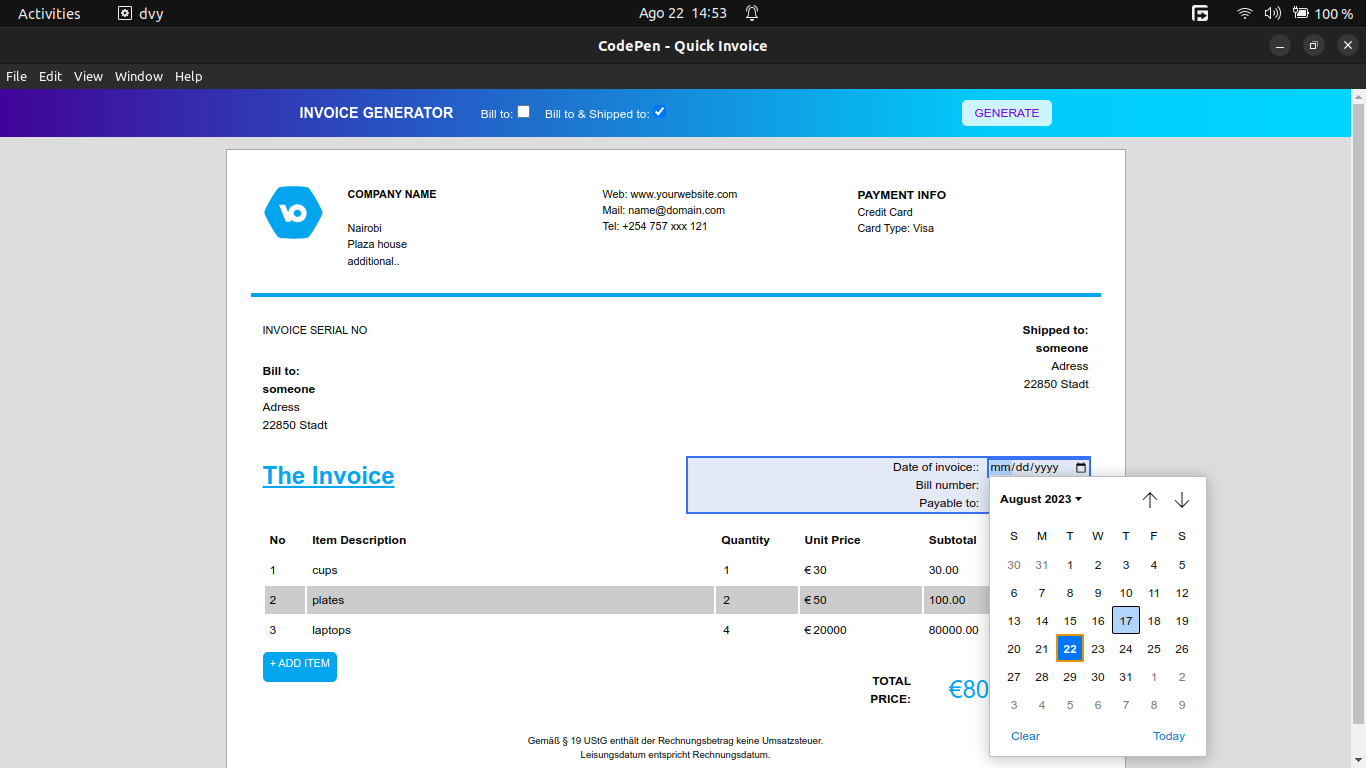 Activities dvy Ago 22 14:53 100 %
CodePen - Quick Invoice
File Edit View Window Help
INVOICE GENERATOR Bill to: Bill to & Shipped to: GENERATE
COMPANY NAME
Nairobi
Plaza house
additional..
Web: www.yourwebsite.com
Mail: name@domain.com
Tel: +254 757 xxx 121
PAYMENT INFO
Credit Card
Card Type: Visa
INVOICE SERIAL NO
Bill to:
someone
Adress
22850 Stadt
Shipped to:
someone
Adress
22850 Stadt
The Invoice
Date of invoice:: mm/dd/yyyy
Bill number:
Payable to:
No Item Description Quantity Unit Price Subtotal
1 cups 1 €30 30.00
2 plates 2 €50 100.00
3 laptops 4 €20000 80000.00
+ ADD ITEM
TOTAL
PRICE:
€80
Gemäß § 19 UStG enthält der Rechnungsbetrag keine Umsatzsteuer.
Leisungsdatum entspricht Rechnungsdatum.
August 2023
S M T W T F S
30 31 1 2 3 4 5
6 7 8 9 10 11 12
13 14 15 16 17 18 19
20 21 22 23 24 25 26
27 28 29 30 31 1 2
3 4 5 6 7 8 9
Clear Today